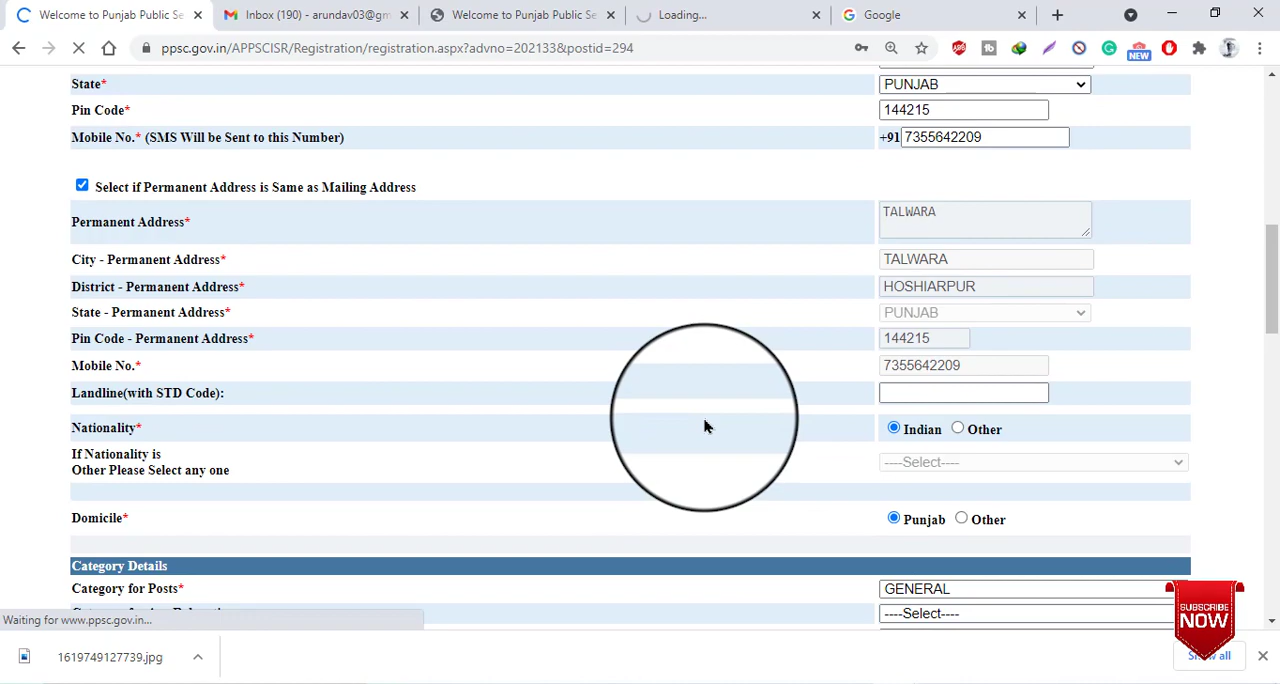 Welcome to Punjab Public Se
Inbox (190) - arundav03@gm
Welcome to Punjab Public Se
Loading...
Google
ppsc.gov.in/APPSCISR/Registration/registration.aspx?advno=202133&postid=294
ABP
tb
NEW
State*
PUNJAB
Pin Code*
144215
Mobile No.* (SMS Will be Sent to this Number)
+91 7355642209
Select if Permanent Address is Same as Mailing Address
Permanent Address*
TALWARA
City - Permanent Address*
TALWARA
District - Permanent Address*
HOSHIARPUR
State - Permanent Address*
PUNJAB
Pin Code - Permanent Address*
144215
Mobile No.*
7355642209
Landline(with STD Code):
Nationality*
Indian Other
If Nationality is
Other Please Select any one
----Select----
Domicile*
Punjab Other
Category Details
Category for Posts*
GENERAL
----Select----
Waiting for www.ppsc.gov.in...
SUBSCRIBE
NOW
1619749127739.jpg
Show all